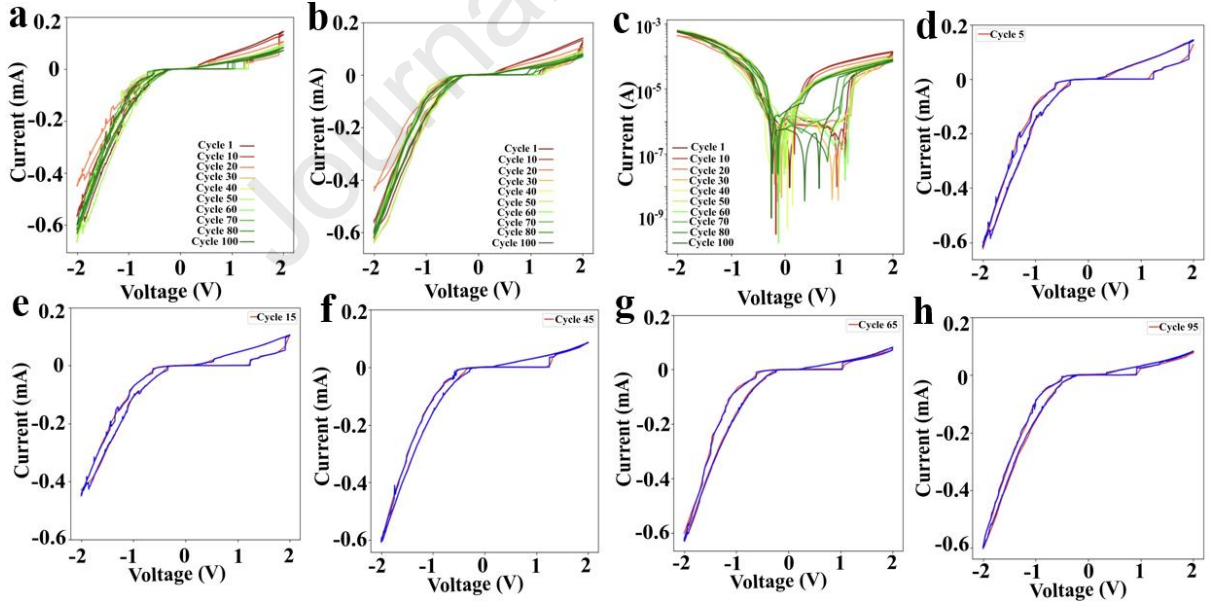 Journal
a
0.2
0
-0.2
-0.4
-0.6
Current (mA)
-2
-1
0
1
2
Voltage (V)
Cycle 1
Cycle 10
Cycle 20
Cycle 30
Cycle 40
Cycle 50
Cycle 60
Cycle 70
Cycle 80
Cycle 100
b
0.2
0
-0.2
-0.4
-0.6
Current (mA)
-2
-1
0
1
2
Voltage (V)
Cycle 1
Cycle 10
Cycle 20
Cycle 30
Cycle 40
Cycle 50
Cycle 60
Cycle 70
Cycle 80
Cycle 100
c
10-3
10-5
10-7
10-9
Current (A)
-2
-1
0
1
2
Voltage (V)
Cycle 1
Cycle 10
Cycle 20
Cycle 30
Cycle 40
Cycle 50
Cycle 60
Cycle 70
Cycle 80
Cycle 100
d
Cycle 5
0.2
0
-0.2
-0.4
-0.6
Current (mA)
-2
-1
0
1
2
Voltage (V)
e
Cycle 15
0.2
0
-0.2
-0.4
-0.6
Current (mA)
-2
-1
0
1
2
Voltage (V)
f
Cycle 45
0.2
0
-0.2
-0.4
-0.6
Current (mA)
-2
-1
0
1
2
Voltage (V)
g
Cycle 65
0.2
0
-0.2
-0.4
-0.6
Current (mA)
-2
-1
0
1
2
Voltage (V)
h
Cycle 95
0.2
0
-0.2
-0.4
-0.6
Current (mA)
-2
-1
0
1
2
Voltage (V)